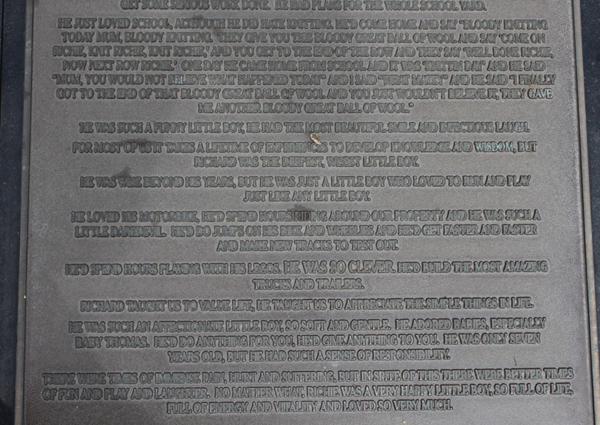 GET SOME SERIOUS WORK DONE. HE HAD PLANS FOR THE WHOLE SCHOOL YARD.
HE JUST LOVED SCHOOL, ALTHOUGH HE DID HATE KNITTING. HE'D COME HOME AND SAY "BLOODY KNITTING
TODAY MUM, BLOODY KNITTING. THEY GIVE YOU THIS BLOODY GREAT BALL OF WOOL AND SAY 'COME ON
RICHIE, KNIT RICHIE, KNIT RICHIE,' AND YOU GET TO THE END OF THE ROW AND THEY SAY 'WELL DONE RICHIE,
NOW NEXT ROW RICHIE.'" ONE DAY HE CAME HOME FROM SCHOOL AND IT WAS AND HE SAID
"MUM, YOU WOULD NOT BELIEVE WHAT HAPPENED TODAY" AND I SAID "WHAT MATE?" AND HE SAID "I FINALLY
GOT TO THE END OF THAT BLOODY GREAT BALL OF WOOL AND YOU JUST WOULDN'T BELIEVE IT, THEY GAVE
ME ANOTHER BLOODY GREAT BALL OF WOOL."
HE WAS SUCH A FUNNY LITTLE BOY, HE HAD THE MOST BEAUTIFUL SMILE AND INFECTIOUS LAUGH.
FOR MOST OF US IT TAKES A LIFETIME OF EXPERIENCES TO DEVELOP KNOWLEDGE AND WISDOM, BUT
RICHARD WAS THE DEEPEST, WISEST LITTLE BOY.
HE WAS WISE BEYOND HIS YEARS, BUT HE WAS JUST A LITTLE BOY WHO LOVED TO RUN AND PLAY
JUST LIKE ANY LITTLE BOY.
HE LOVED HIS MOTORBIKE, HE'D SPEND HOURS RIDING AROUND OUR PROPERTY AND HE WAS SUCH A
LITTLE DAREDEVIL. HE'D DO JUMPS ON HIS BIKE AND WHEELIES AND HE'D GET FASTER AND FASTER
AND MAKE NEW TRACKS TO TEST OUT.
HE'D SPEND HOURS PLAYING WITH HIS LEGOS. HE WAS SO CLEVER. HE'D BUILD THE MOST AMAZING
TRUCKS AND TRAILERS.
RICHARD TAUGHT US TO VALUE LIFE, HE TAUGHT US TO APPRECIATE THE SIMPLE THINGS IN LIFE.
HE WAS SUCH AN AFFECTIONATE LITTLE BOY, SO SOFT AND GENTLE. HE ADORED BABIES, ESPECIALLY
BABY THOMAS. HE'D DO ANYTHING FOR YOU, HE'D GIVE ANYTHING TO YOU. HE WAS ONLY SEVEN
YEARS OLD, BUT HE HAD SUCH A SENSE OF RESPONSIBILITY.
THERE WERE TIMES OF IMMENSE PAIN, HURT AND SUFFERING, BUT IN SPITE OF THIS THERE WERE BETTER TIMES
OF FUN AND PLAY AND LAUGHTER. NO MATTER WHAT, RICHIE WAS A VERY HAPPY LITTLE BOY, SO FULL OF LIFE,
FULL OF ENERGY AND VITALITY AND LOVED SO VERY MUCH.